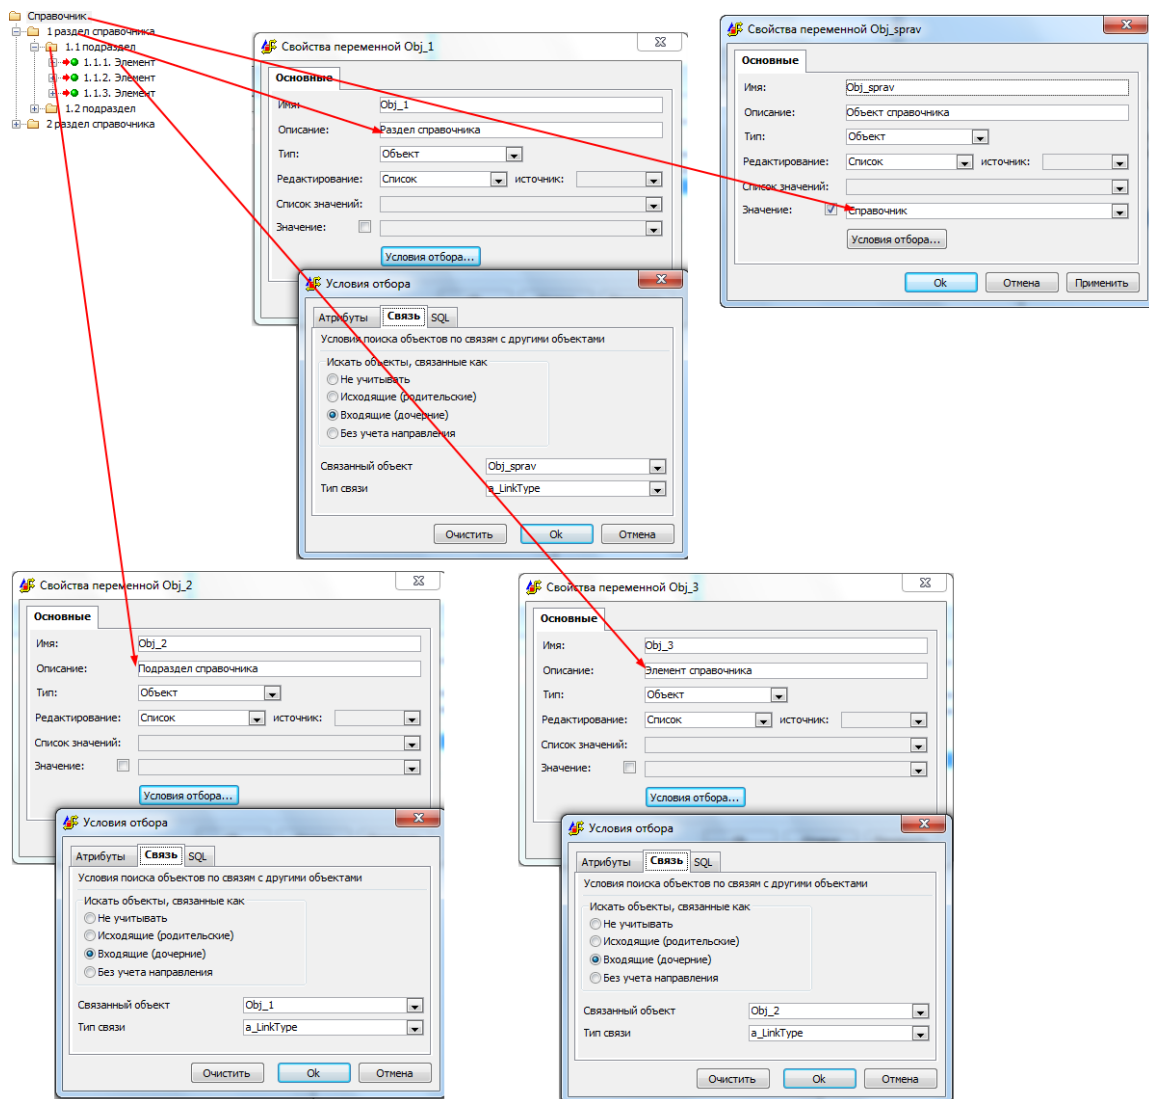 Справочник
1 раздел справочника
1.1 подраздел
1.1.1. Элемент
1.1.2. Элемент
1.1.3. Элемент
1.2 подраздел
2 раздел справочника
Свойства переменной Obj_1
Основные
Имя: Obj_1
Описание: Раздел справочника
Тип: Объект
Редактирование: Список источник:
Список значений:
Значение:
Условия отбора...
Условия отбора
Атрибуты Связь SQL
Условия поиска объектов по связям с другими объектами
Искать объекты, связанные как
Не учитывать
Исходящие (родительские)
Входящие (дочерние)
Без учета направления
Связанный объект Obj_sprav
Тип связи a_LinkType
Очистить Ok Отмена
Свойства переменной Obj_sprav
Основные
Имя: Obj_sprav
Описание: Объект справочника
Тип: Объект
Редактирование: Список источник:
Список значений:
Значение: Справочник
Условия отбора...
Ok Отмена Применить
Свойства переменной Obj_2
Основные
Имя: Obj_2
Описание: Подраздел справочника
Тип: Объект
Редактирование: Список источник:
Список значений:
Значение:
Условия отбора...
Условия отбора
Атрибуты Связь SQL
Условия поиска объектов по связям с другими объектами
Искать объекты, связанные как
Не учитывать
Исходящие (родительские)
Входящие (дочерние)
Без учета направления
Связанный объект Obj_1
Тип связи a_LinkType
Очистить Ok Отмена
Свойства переменной Obj_3
Основные
Имя: Obj_3
Описание: Элемент справочника
Тип: Объект
Редактирование: Список источник:
Список значений:
Значение:
Условия отбора...
Условия отбора
Атрибуты Связь SQL
Условия поиска объектов по связям с другими объектами
Искать объекты, связанные как
Не учитывать
Исходящие (родительские)
Входящие (дочерние)
Без учета направления
Связанный объект Obj_2
Тип связи a_LinkType
Очистить Ok Отмена